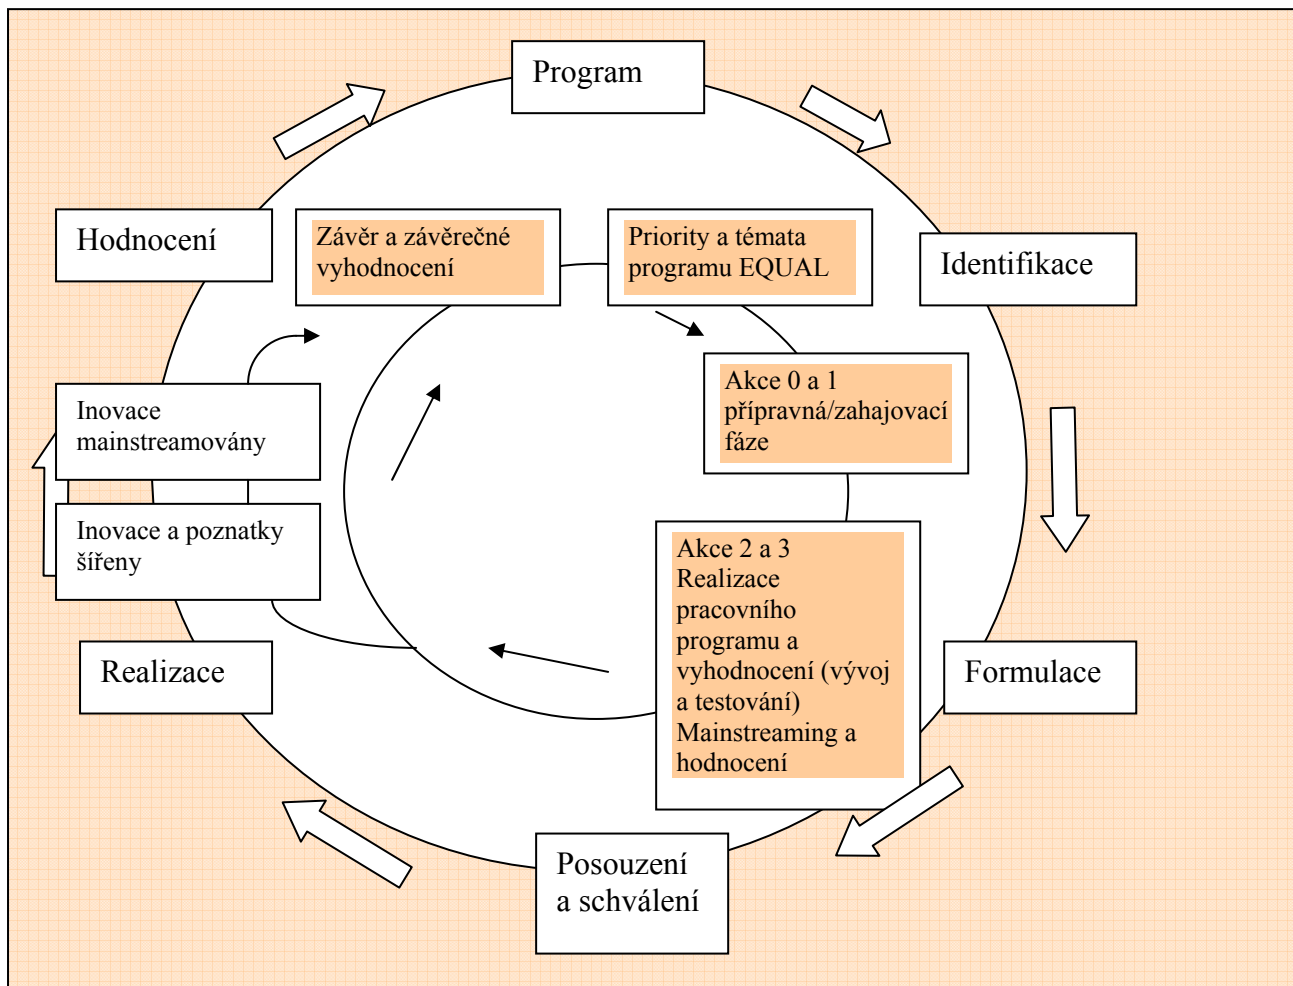 Program
Hodnocení
Závěr a závěrečné
vyhodnocení
Priority a témata
programu EQUAL
Identifikace
Akce 0 a 1
přípravná/zahajovací
fáze
Inovace
mainstreamovány
Inovace a poznatky
šířeny
Akce 2 a 3
Realizace
pracovního
programu a
vyhodnocení (vývoj
a testování)
Mainstreaming a
hodnocení
Realizace
Formulace
Posouzení
a schválení